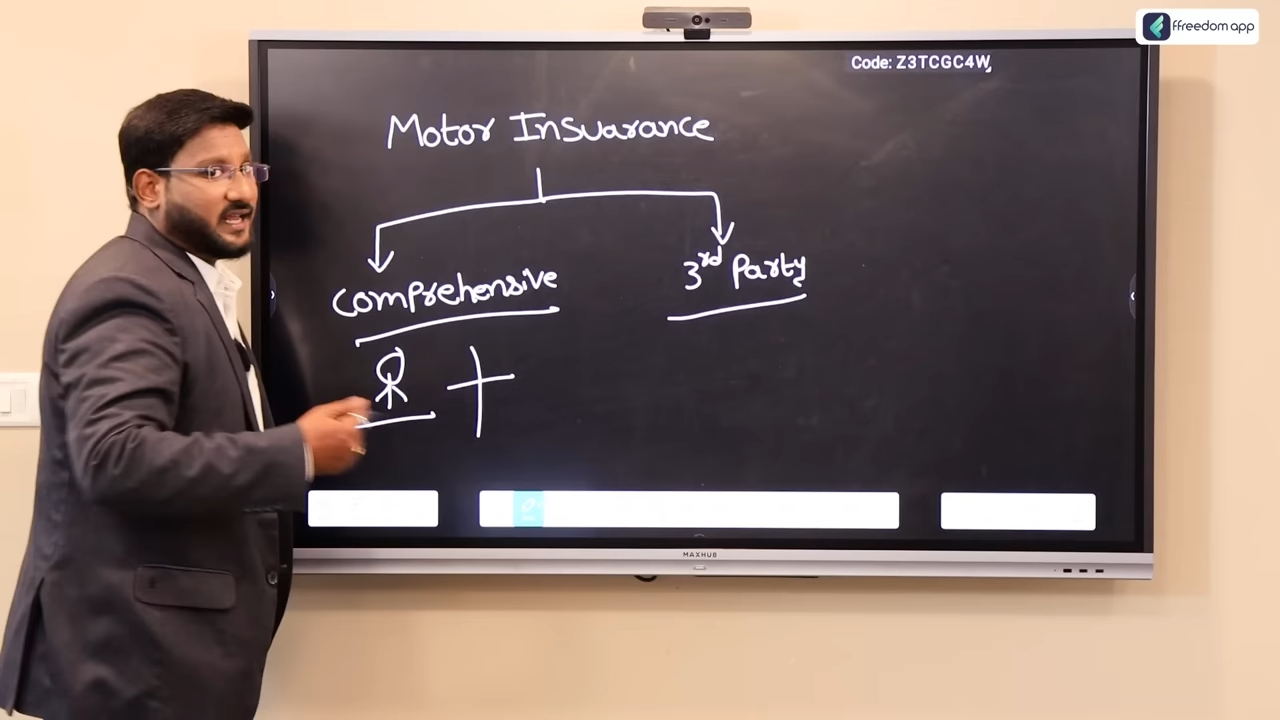 ffreedom app
Code: Z3TCGC4W
Motor Insuarance
Comprehensive
3rd Party
MAXHUB